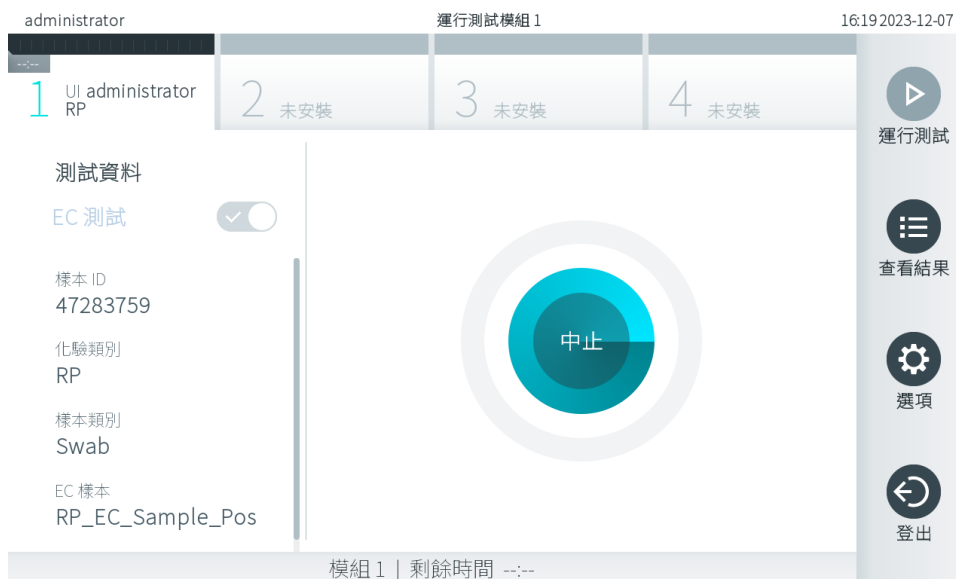 administrator
運行測試模組 1
16:19 2023-12-07
--:--
1 UI administrator
RP
2 未安裝
3 未安裝
4 未安裝
運行測試
測試資料
EC 測試
樣本 ID
47283759
查看結果
化驗類別
RP
中止
選項
樣本類別
Swab
EC 樣本
RP_EC_Sample_Pos
登出
模組 1 | 剩餘時間 --:--